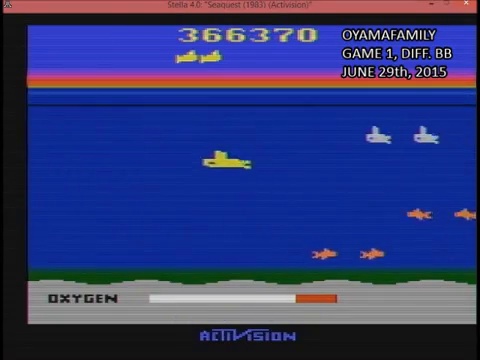 Stella 4.0: "Seaquest (1983) (Activision)"
366370
OYAMAFAMILY
GAME 1, DIFF. BB
JUNE 29th, 2015
OXYGEN
ACTIVISION